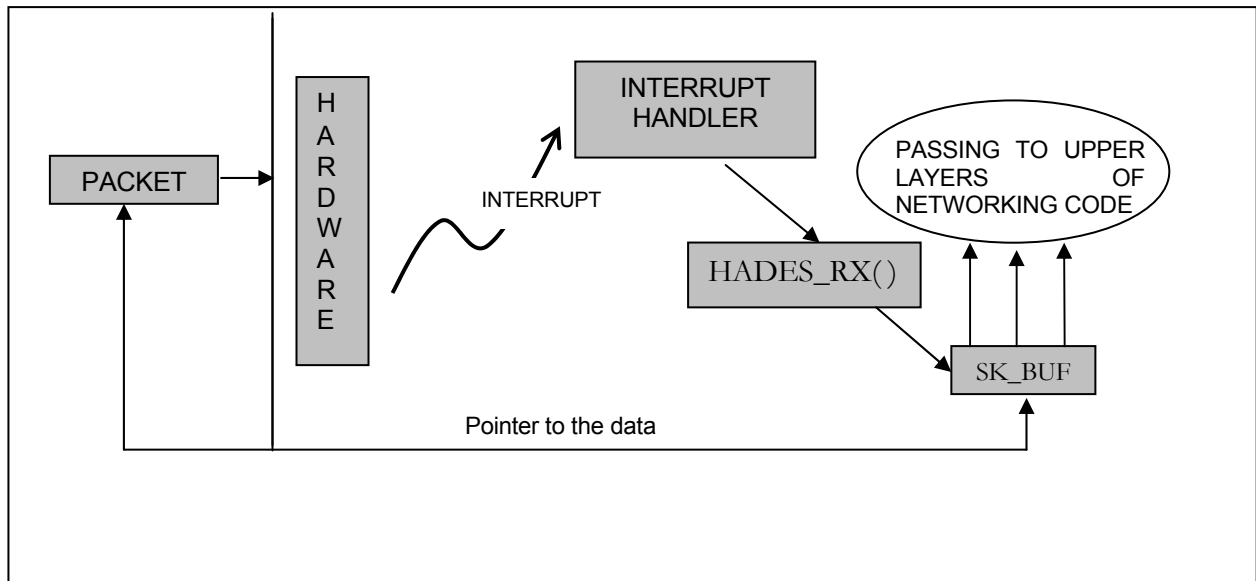 PACKET
H
A
R
D
W
A
R
E
INTERRUPT
INTERRUPT
HANDLER
HADES_RX()
PASSING TO UPPER
LAYERS OF
NETWORKING CODE
SK_BUF
Pointer to the data